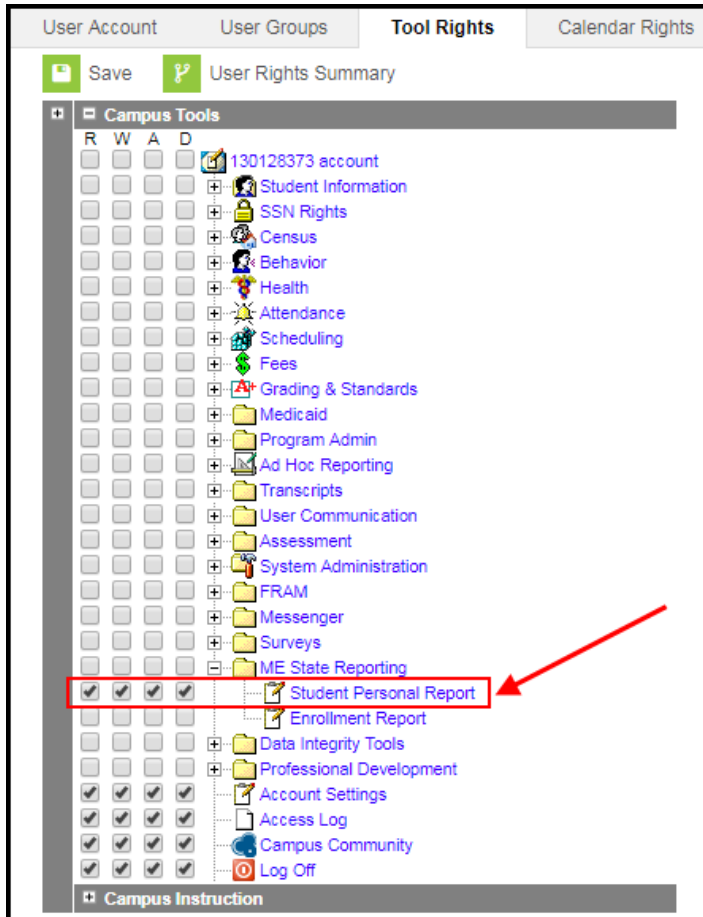 User Account User Groups Tool Rights Calendar Rights
Save User Rights Summary
Campus Tools
R W A D
130128373 account
Student Information
SSN Rights
Census
Behavior
Health
Attendance
Scheduling
Fees
Grading & Standards
Medicaid
Program Admin
Ad Hoc Reporting
Transcripts
User Communication
Assessment
System Administration
FRAM
Messenger
Surveys
ME State Reporting
Student Personal Report
Enrollment Report
Data Integrity Tools
Professional Development
Account Settings
Access Log
Campus Community
Log Off
Campus Instruction